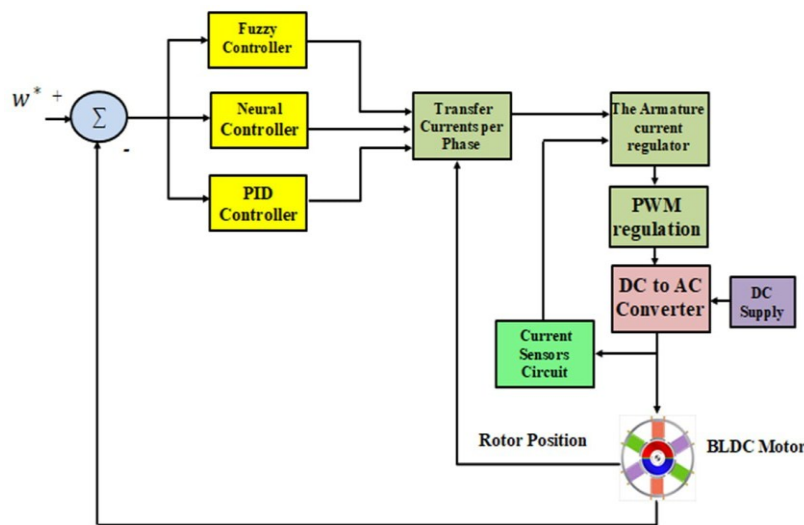 Fuzzy
Controller
w* +
∑
-
Neural
Controller
PID
Controller
Transfer
Currents per
Phase
The Armature
current
regulator
PWM
regulation
DC to AC
Converter
DC
Supply
Current
Sensors
Circuit
Rotor Position
BLDC Motor